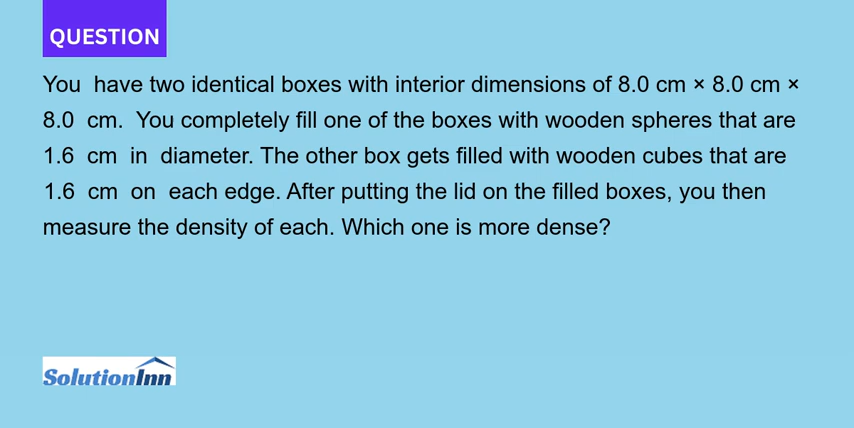 QUESTION
You have two identical boxes with interior dimensions of 8.0 cm × 8.0 cm ×
8.0 cm. You completely fill one of the boxes with wooden spheres that are
1.6 cm in diameter. The other box gets filled with wooden cubes that are
1.6 cm on each edge. After putting the lid on the filled boxes, you then
measure the density of each. Which one is more dense?
SolutionInn